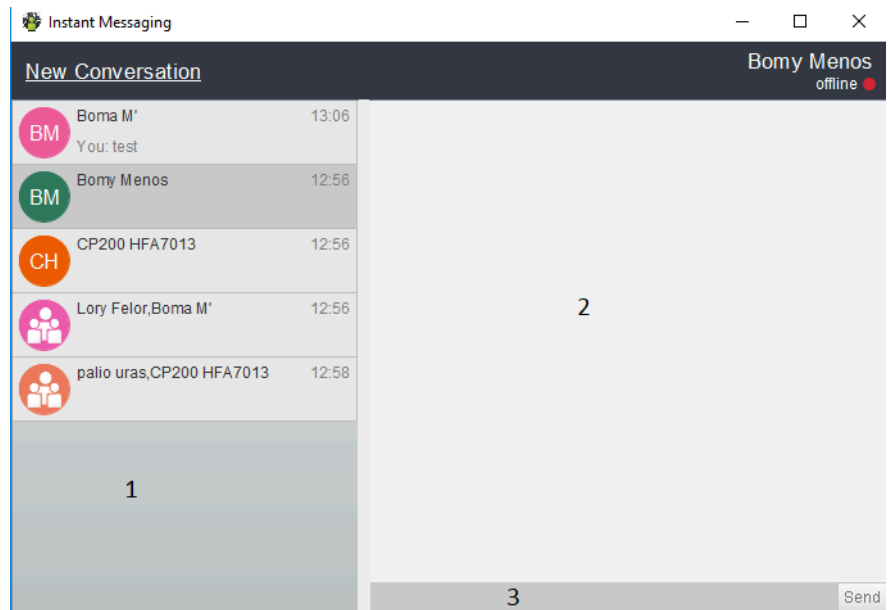 Instant Messaging
New Conversation
Bomy Menos
offline
BM
Boma M'
13:06
You: test
BM
Bomy Menos
12:56
CH
CP200 HFA7013
12:56
Lory Felor,Boma M'
12:56
palio uras,CP200 HFA7013
12:58
1
2
3
Send